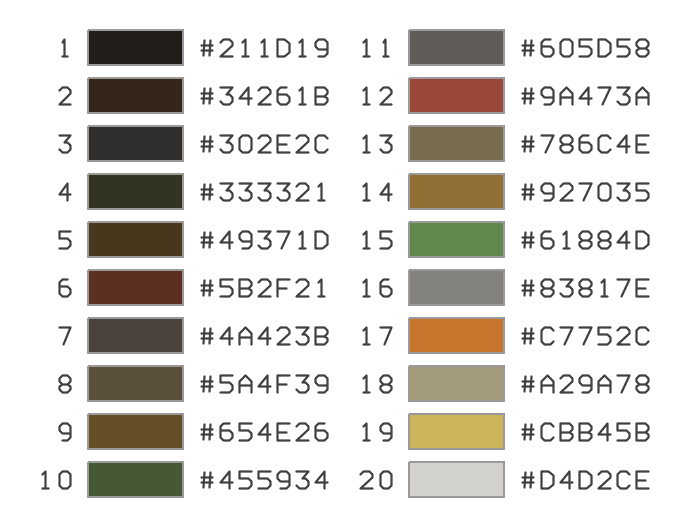 1 #211D19 11 #605D58
2 #34261B 12 #9A473A
3 #302E2C 13 #786C4E
4 #333321 14 #927035
5 #49371D 15 #61884D
6 #5B2F21 16 #83817E
7 #4A423B 17 #C7752C
8 #5A4F39 18 #A29A78
9 #654E26 19 #CBB45B
10 #455934 20 #D4D2CE